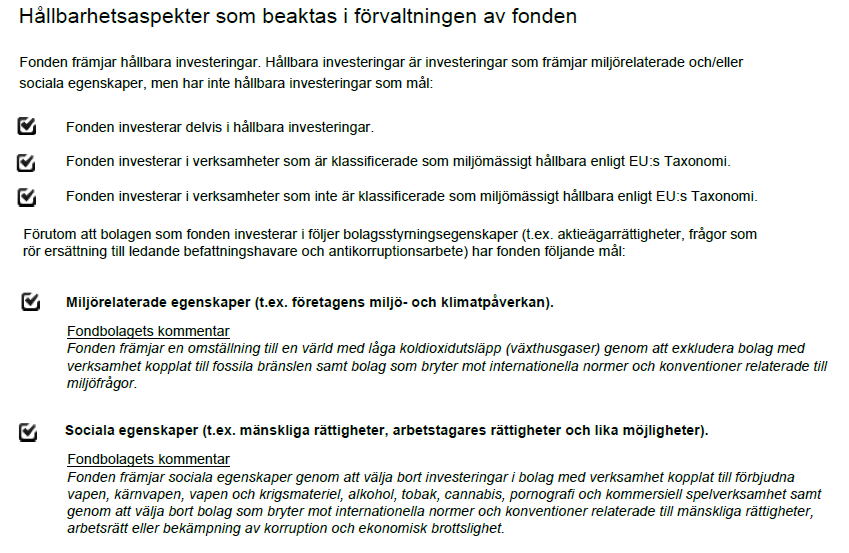 Hållbarhetsaspekter som beaktas i förvaltningen av fonden
Fonden främjar hållbara investeringar. Hållbara investeringar är investeringar som främjar miljörelaterade och/eller
sociala egenskaper, men har inte hållbara investeringar som mål:
Fonden investerar delvis i hållbara investeringar.
Fonden investerar i verksamheter som är klassificerade som miljömässigt hållbara enligt EU:s Taxonomi.
Fonden investerar i verksamheter som inte är klassificerade som miljömässigt hållbara enligt EU:s Taxonomi.
Förutom att bolagen som fonden investerar i följer bolagsstyrningsegenskaper (t.ex. aktieägarrättigheter, frågor som
rör ersättning till ledande befattningshavare och antikorruptionsarbete) har fonden följande mål:
Miljörelaterade egenskaper (t.ex. företagens miljö- och klimatpåverkan).
Fondbolagets kommentar
Fonden främjar en omställning till en värld med låga koldioxidutsläpp (växthusgaser) genom att exkludera bolag med
verksamhet kopplat till fossila bränslen samt bolag som bryter mot internationella normer och konventioner relaterade till
miljöfrågor.
Sociala egenskaper (t.ex. mänskliga rättigheter, arbetstagares rättigheter och lika möjligheter).
Fondbolagets kommentar
Fonden främjar sociala egenskaper genom att välja bort investeringar i bolag med verksamhet kopplat till förbjudna
vapen, kärnvapen, vapen och krigsmateriel, alkohol, tobak, cannabis, pornografi och kommersiell spelverksamhet samt
genom att välja bort bolag som bryter mot internationella normer och konventioner relaterade till mänskliga rättigheter,
arbetsrätt eller bekämpning av korruption och ekonomisk brottslighet.